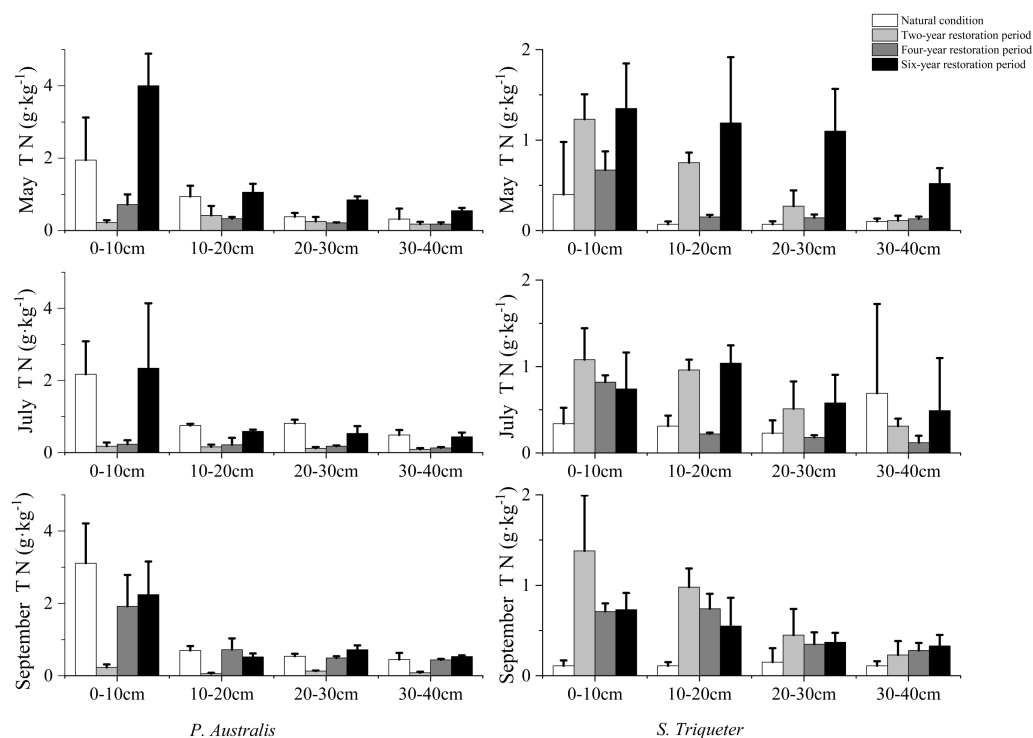 Natural condition
Two-year restoration period
Four-year restoration period
Six-year restoration period
May T N (g·kg⁻¹)
4
2
0
0-10cm 10-20cm 20-30cm 30-40cm
May T N (g·kg⁻¹)
2
1
0
0-10cm 10-20cm 20-30cm 30-40cm
July T N (g·kg⁻¹)
4
2
0
0-10cm 10-20cm 20-30cm 30-40cm
July T N (g·kg⁻¹)
2
1
0
0-10cm 10-20cm 20-30cm 30-40cm
September T N (g·kg⁻¹)
4
2
0
0-10cm 10-20cm 20-30cm 30-40cm
September T N (g·kg⁻¹)
2
1
0
0-10cm 10-20cm 20-30cm 30-40cm
P. Australis
S. Triqueter